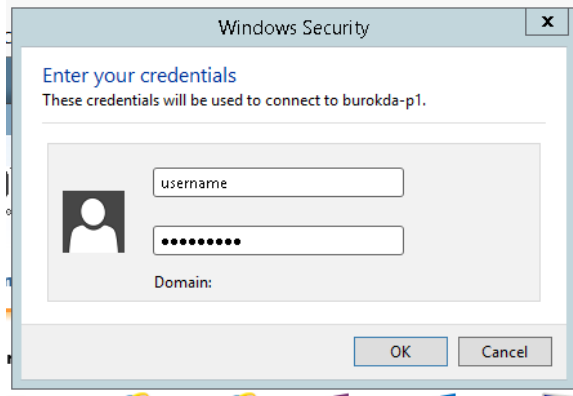 Windows Security
x
Enter your credentials
These credentials will be used to connect to burokda-p1.
username
•••••••••
Domain:
OK
Cancel